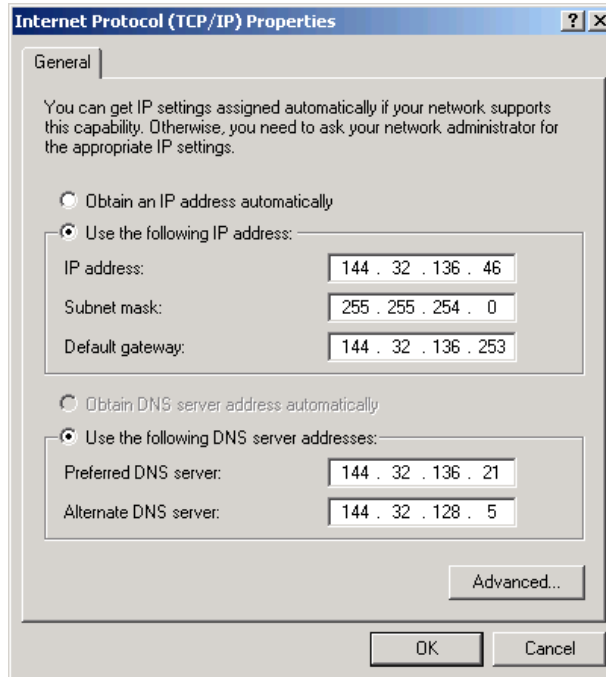 Internet Protocol (TCP/IP) Properties
General
You can get IP settings assigned automatically if your network supports
this capability. Otherwise, you need to ask your network administrator for
the appropriate IP settings.
Obtain an IP address automatically
Use the following IP address:
IP address: 144 . 32 . 136 . 46
Subnet mask: 255 . 255 . 254 . 0
Default gateway: 144 . 32 . 136 . 253
Obtain DNS server address automatically
Use the following DNS server addresses:
Preferred DNS server: 144 . 32 . 136 . 21
Alternate DNS server: 144 . 32 . 128 . 5
Advanced...
OK Cancel